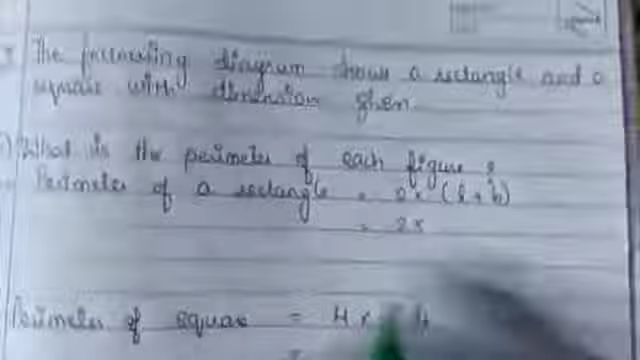 The preceeding diagram shows a rectangle and a
square with dimension given
What is the perimeter of each figure ?
Perimeter of a rectangle = 2 × (l + b)
= 2×
Perimeter of square = 4 ×